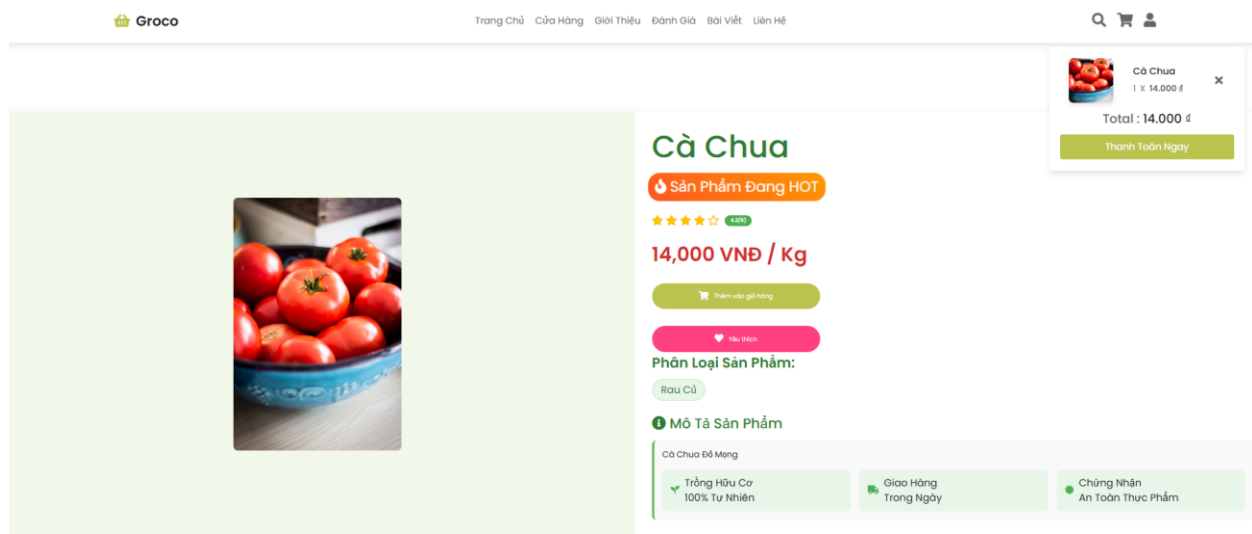 Groco
Trang Chủ Cửa Hàng Giới Thiệu Đánh Giá Bài Viết Liên Hệ
Cà Chua
1 X 14.000 ₫
Total : 14.000 ₫
Thanh Toán Ngay
Cà Chua
Sản Phẩm Đang HOT
4.2/5)
14,000 VNĐ / Kg
Thêm vào giỏ hàng
Yêu thích
Phân Loại Sản Phẩm:
Rau Củ
Mô Tả Sản Phẩm
Cà Chua Đỏ Mọng
Trồng Hữu Cơ
100% Tự Nhiên
Giao Hàng
Trong Ngày
Chứng Nhận
An Toàn Thực Phẩm